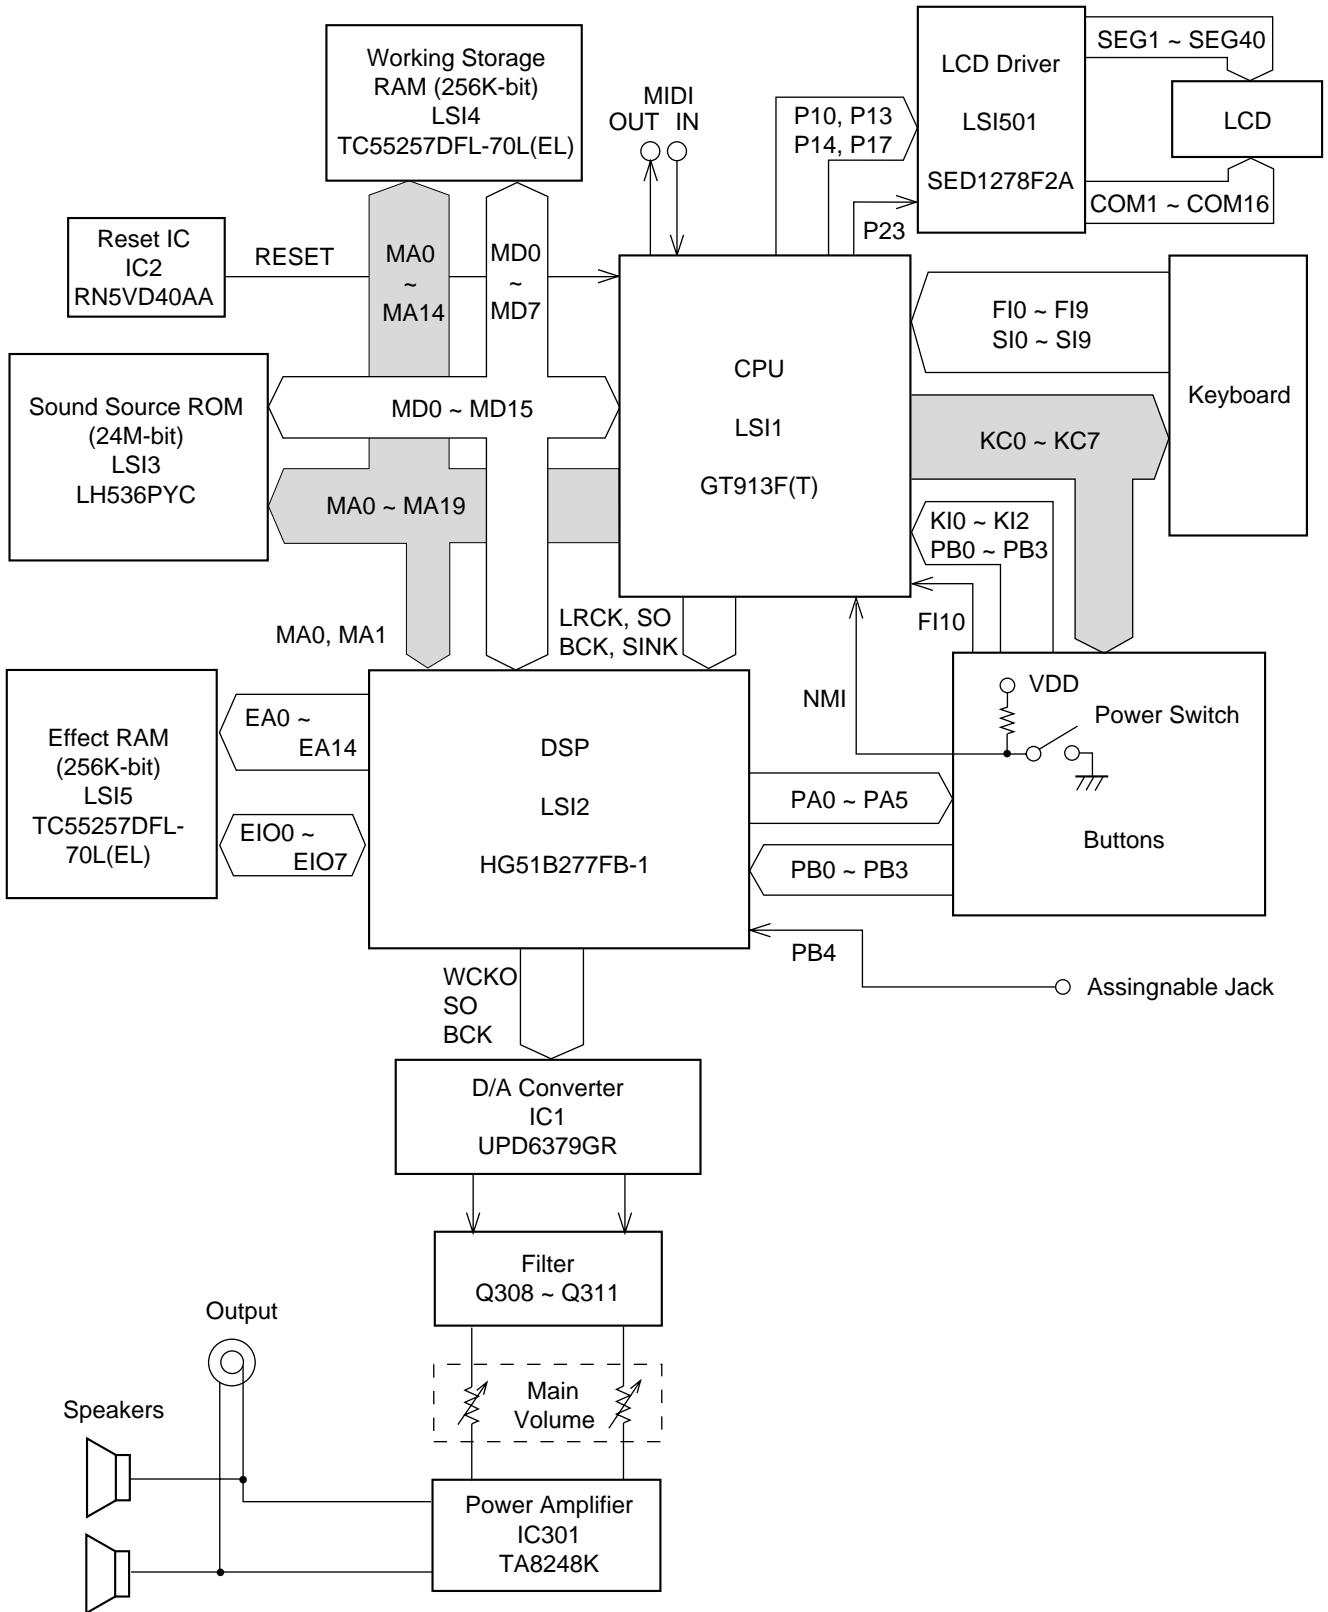 Working Storage
RAM (256K-bit)
LSI4
TC55257DFL-70L(EL)
MIDI
OUT IN
P10, P13
P14, P17
P23
LCD Driver
LSI501
SED1278F2A
SEG1 ~ SEG40
LCD
COM1 ~ COM16
Reset IC
IC2
RN5VD40AA
RESET
MA0
~
MA14
MD0
~
MD7
Sound Source ROM
(24M-bit)
LSI3
LH536PYC
MD0 ~ MD15
MA0 ~ MA19
CPU
LSI1
GT913F(T)
FI0 ~ FI9
SI0 ~ SI9
Keyboard
KC0 ~ KC7
KI0 ~ KI2
PB0 ~ PB3
FI10
MA0, MA1
LRCK, SO
BCK, SINK
NMI
VDD
Power Switch
Buttons
Effect RAM
(256K-bit)
LSI5
TC55257DFL-
70L(EL)
EA0 ~
EA14
EIO0 ~
EIO7
DSP
LSI2
HG51B277FB-1
PA0 ~ PA5
PB0 ~ PB3
PB4
Assingnable Jack
WCKO
SO
BCK
D/A Converter
IC1
UPD6379GR
Filter
Q308 ~ Q311
Output
Main
Volume
Speakers
Power Amplifier
IC301
TA8248K